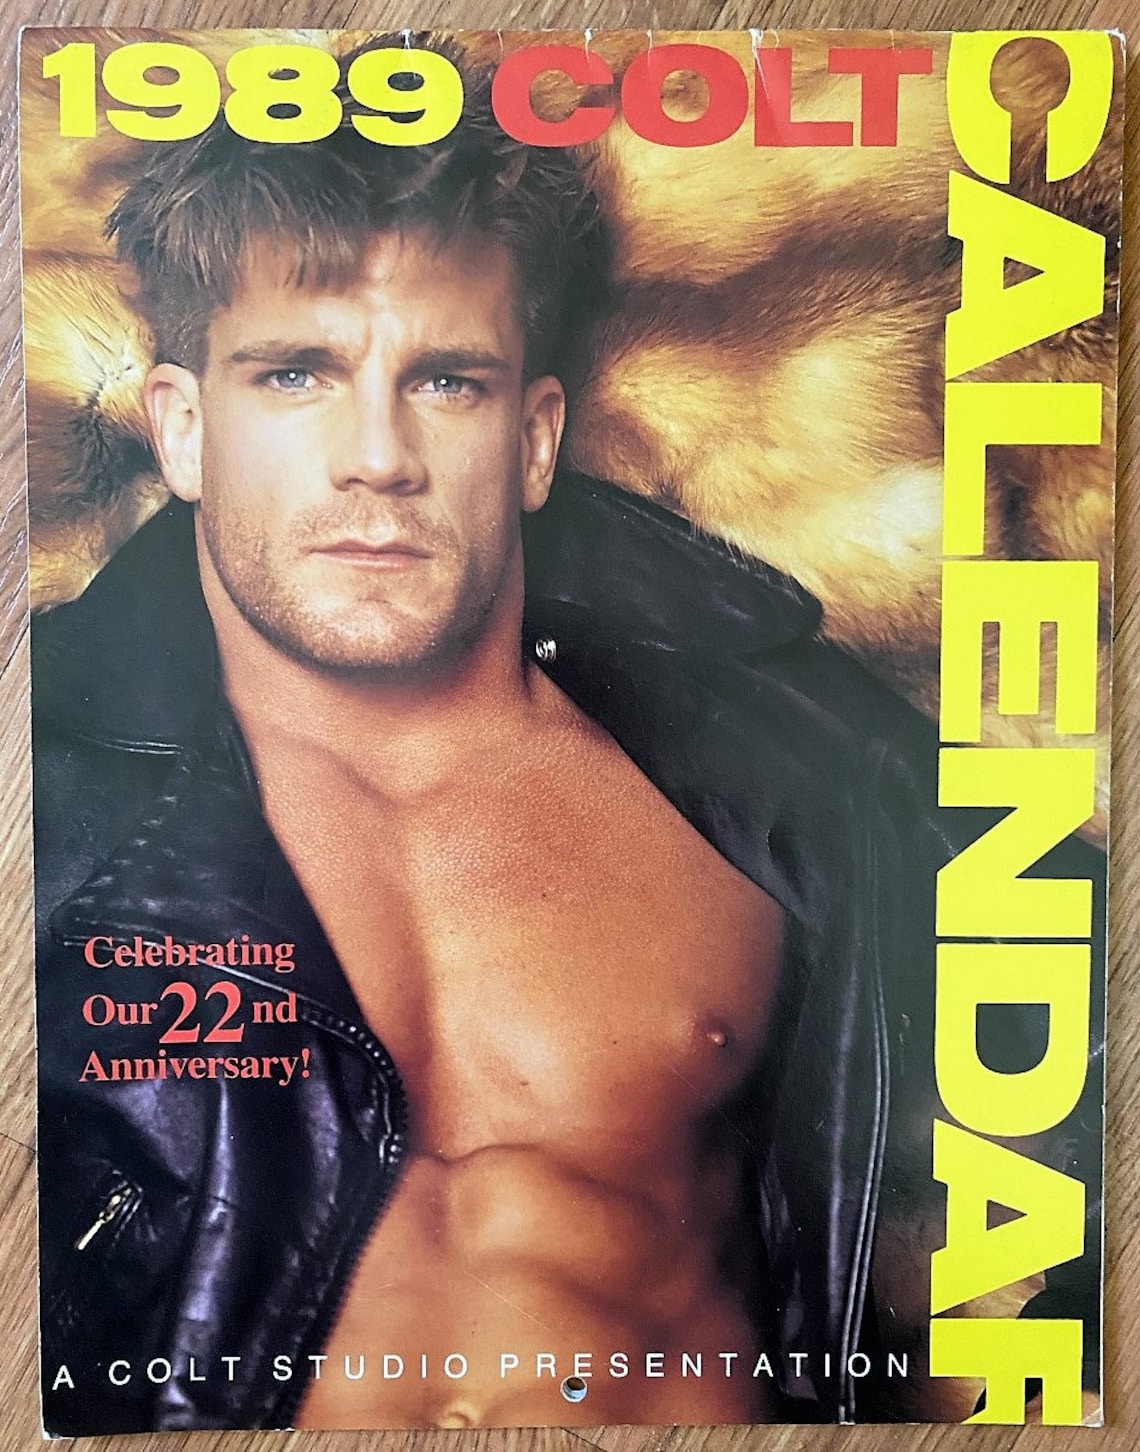 1989 COLT
CALENDAR
Celebrating
Our 22nd
Anniversary!
A COLT STUDIO PRESENTATION